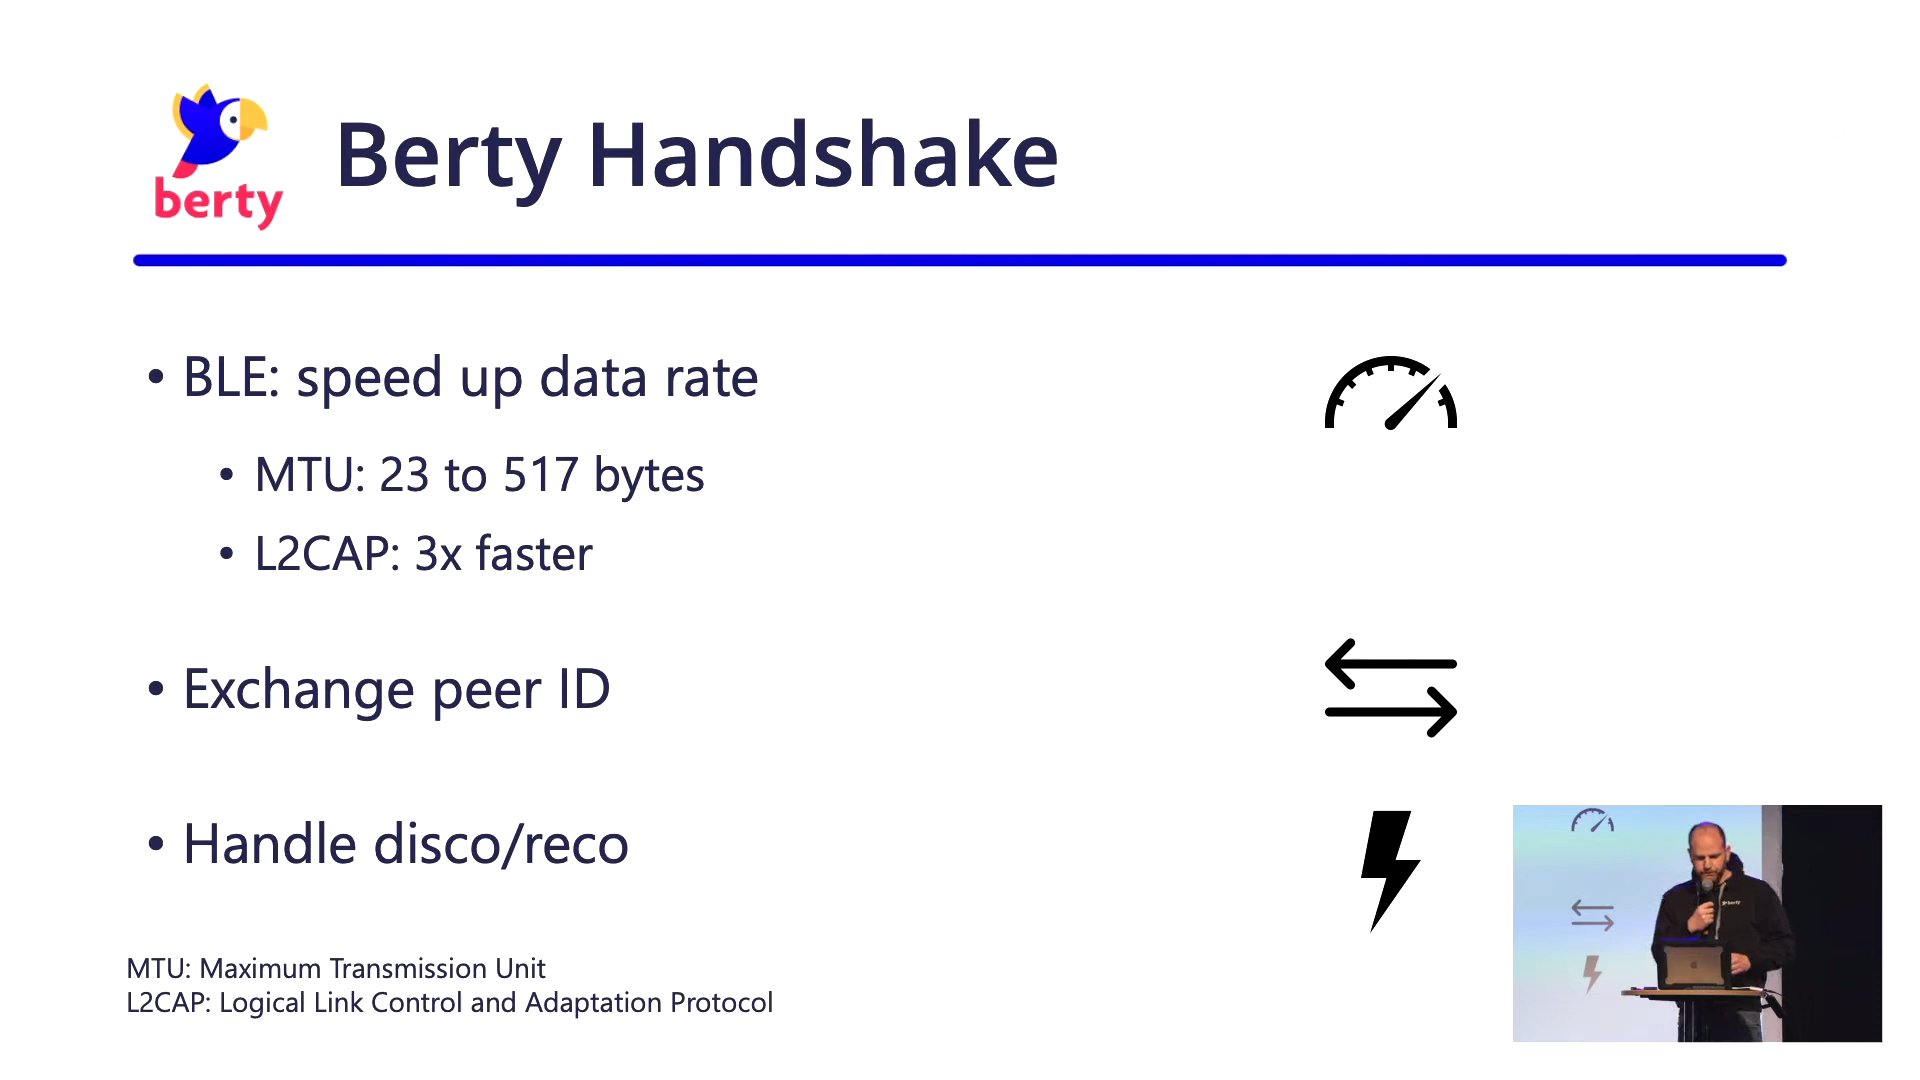 berty
Berty Handshake
• BLE: speed up data rate
• MTU: 23 to 517 bytes
• L2CAP: 3x faster
• Exchange peer ID
• Handle disco/reco
MTU: Maximum Transmission Unit
L2CAP: Logical Link Control and Adaptation Protocol
berty